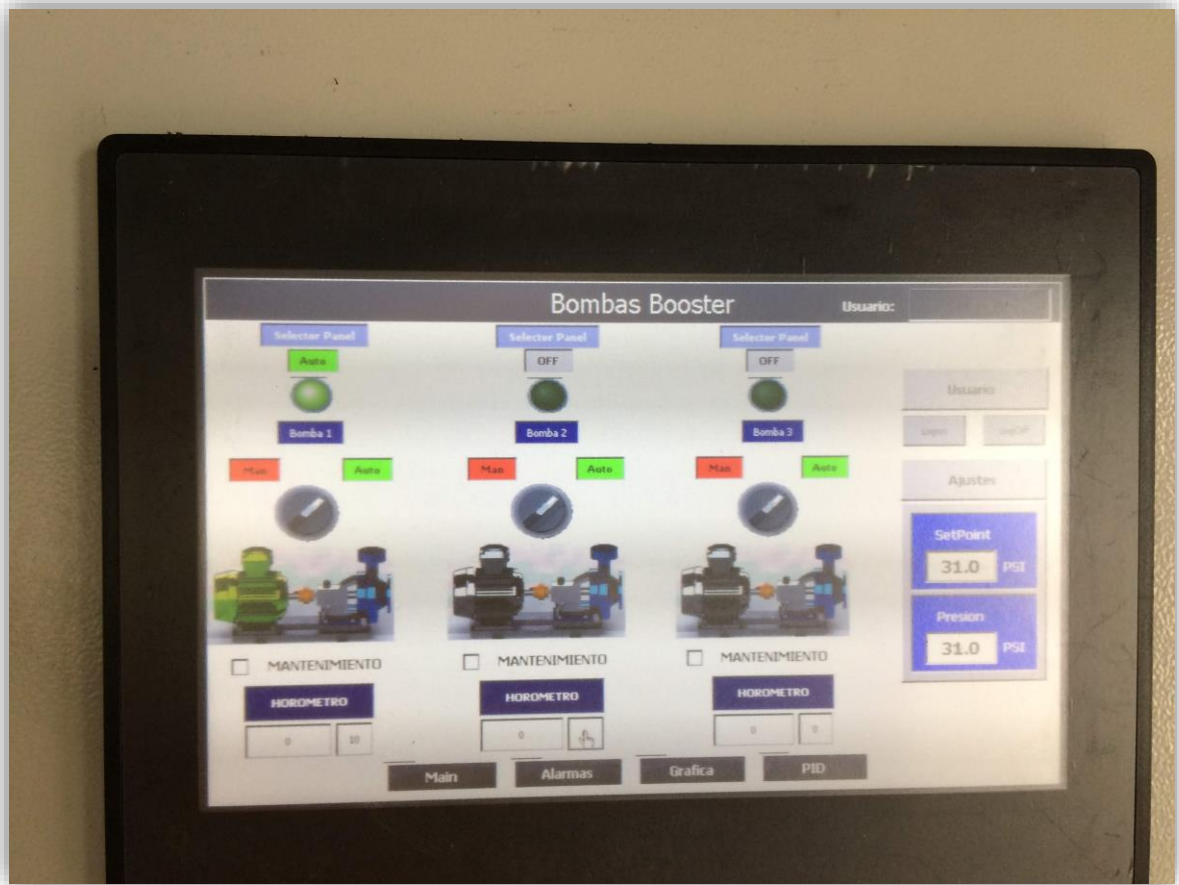 Bombas Booster
Usuario:
Selector Panel
Selector Panel
Selector Panel
Auto
OFF
OFF
Bomba 1
Bomba 2
Bomba 3
Man
Auto
Man
Auto
Man
Auto
Usuario
Logon
LogOff
Ajustes
SetPoint
31.0 PSI
Presion
31.0 PSI
MANTENIMIENTO
MANTENIMIENTO
MANTENIMIENTO
HOROMETRO
HOROMETRO
HOROMETRO
0
10
0
0
0
Main
Alarmas
Grafica
PID